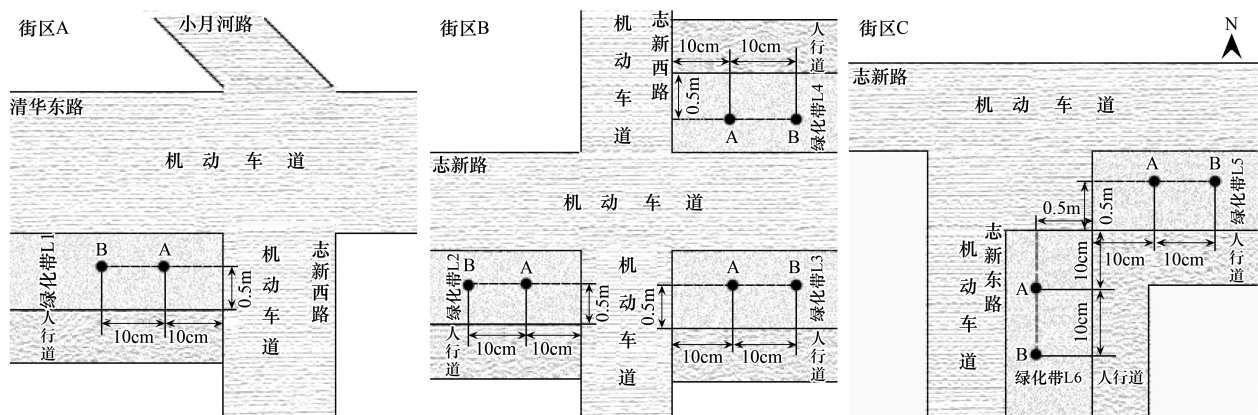 街区A
小月河路
清华东路
机动车道
绿化带L1
B
A
0.5m
人行道
10cm
10cm
机动车道
志新西路
街区B
机动车道
志新西路
10cm
10cm
人行道
0.5m
A
B
绿化带L4
志新路
机动车道
绿化带L2
B
A
0.5m
人行道
10cm
10cm
机动车道
0.5m
A
B
绿化带L3
10cm
10cm
人行道
街区C
N
志新路
机动车道
A
B
绿化带L5
0.5m
0.5m
志新东路
机动车道
10cm
10cm
人行道
10cm
A
10cm
B
绿化带L6
人行道